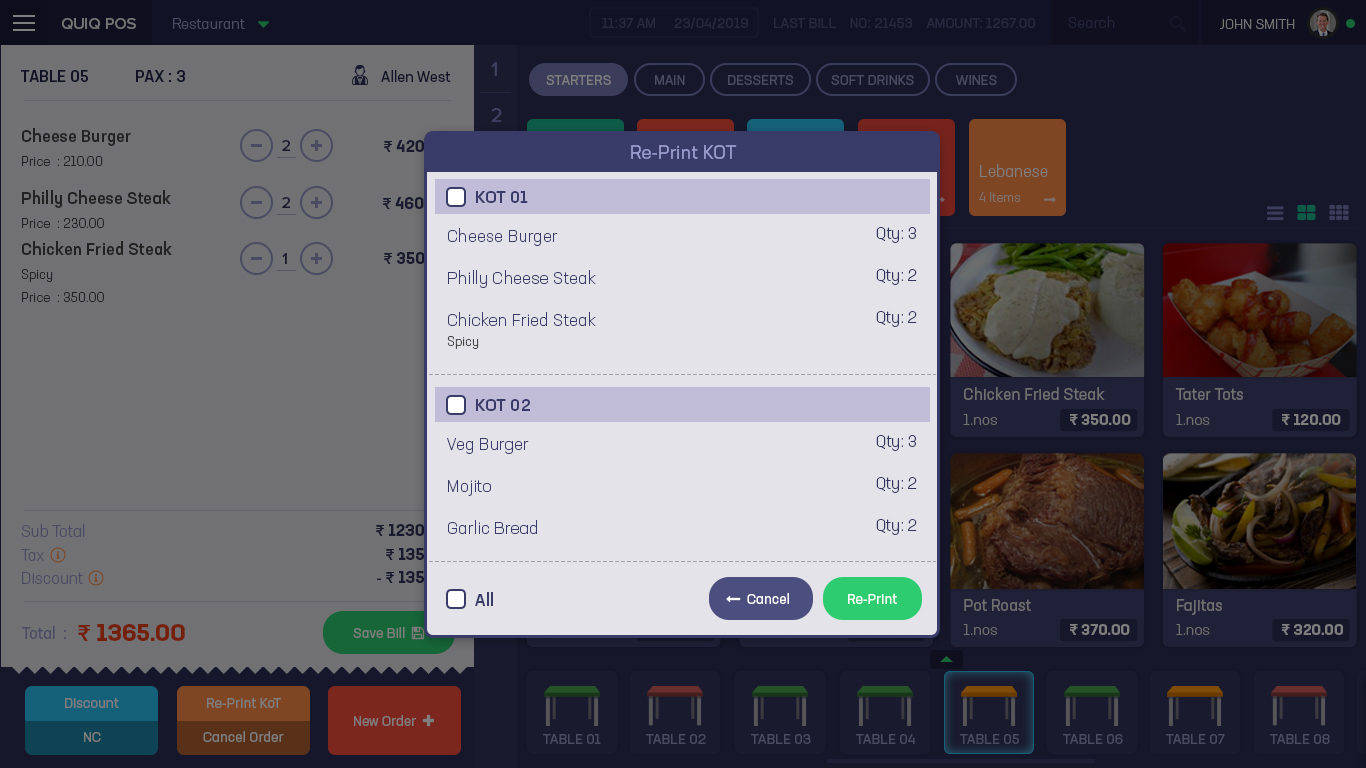 QUIQ POS
Restaurant
11:37 AM 23/04/2019
LAST BILL NO: 21453 AMOUNT: 1267.00
Search
JOHN SMITH
TABLE 05 PAX : 3
Allen West
Cheese Burger
Price : 210.00
2
₹ 420
Philly Cheese Steak
Price : 230.00
2
₹ 460
Chicken Fried Steak
Spicy
Price : 350.00
1
₹ 350
Sub Total ₹ 1230
Tax ₹ 135
Discount - ₹ 135
Total : ₹ 1365.00
Save Bill
Discount
NC
Re-Print KoT
Cancel Order
New Order
1
2
STARTERS
MAIN
DESSERTS
SOFT DRINKS
WINES
Lebanese
4 Items
Re-Print KOT
KOT 01
Cheese Burger Qty: 3
Philly Cheese Steak Qty: 2
Chicken Fried Steak Qty: 2
Spicy
KOT 02
Veg Burger Qty: 3
Mojito Qty: 2
Garlic Bread Qty: 2
All
Cancel
Re-Print
Chicken Fried Steak
1.nos ₹ 350.00
Tater Tots
1.nos ₹ 120.00
Pot Roast
1.nos ₹ 370.00
Fajitas
1.nos ₹ 320.00
TABLE 01
TABLE 02
TABLE 03
TABLE 04
TABLE 05
TABLE 06
TABLE 07
TABLE 08